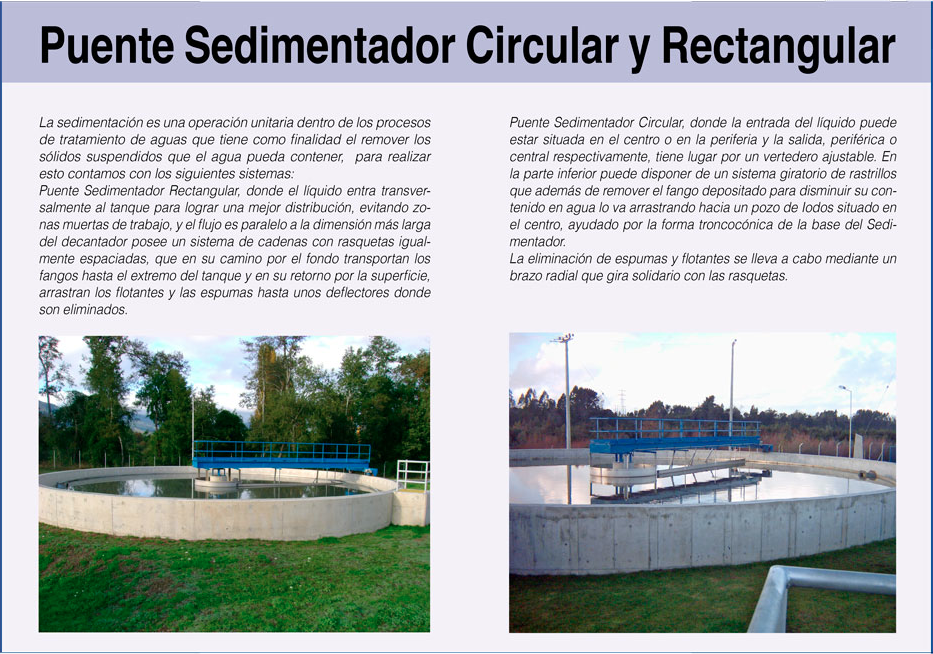 Puente Sedimentador Circular y Rectangular
La sedimentación es una operación unitaria dentro de los procesos
de tratamiento de aguas que tiene como finalidad el remover los
sólidos suspendidos que el agua pueda contener,  para realizar
esto contamos con los siguientes sistemas:
Puente Sedimentador Rectangular, donde el líquido entra transver-
salmente al tanque para lograr una mejor distribución, evitando zo-
nas muertas de trabajo, y el flujo es paralelo a la dimensión más larga
del decantador posee un sistema de cadenas con rasquetas igual-
mente espaciadas, que en su camino por el fondo transportan los
fangos hasta el extremo del tanque y en su retorno por la superficie,
arrastran los flotantes y las espumas hasta unos deflectores donde
son eliminados.
Puente Sedimentador Circular, donde la entrada del líquido puede
estar situada en el centro o en la periferia y la salida, periférica o
central respectivamente, tiene lugar por un vertedero ajustable. En
la parte inferior puede disponer de un sistema giratorio de rastrillos
que además de remover el fango depositado para disminuir su con-
tenido en agua lo va arrastrando hacia un pozo de lodos situado en
el centro, ayudado por la forma troncocónica de la base del Sedi-
mentador.
La eliminación de espumas y flotantes se lleva a cabo mediante un
brazo radial que gira solidario con las rasquetas.